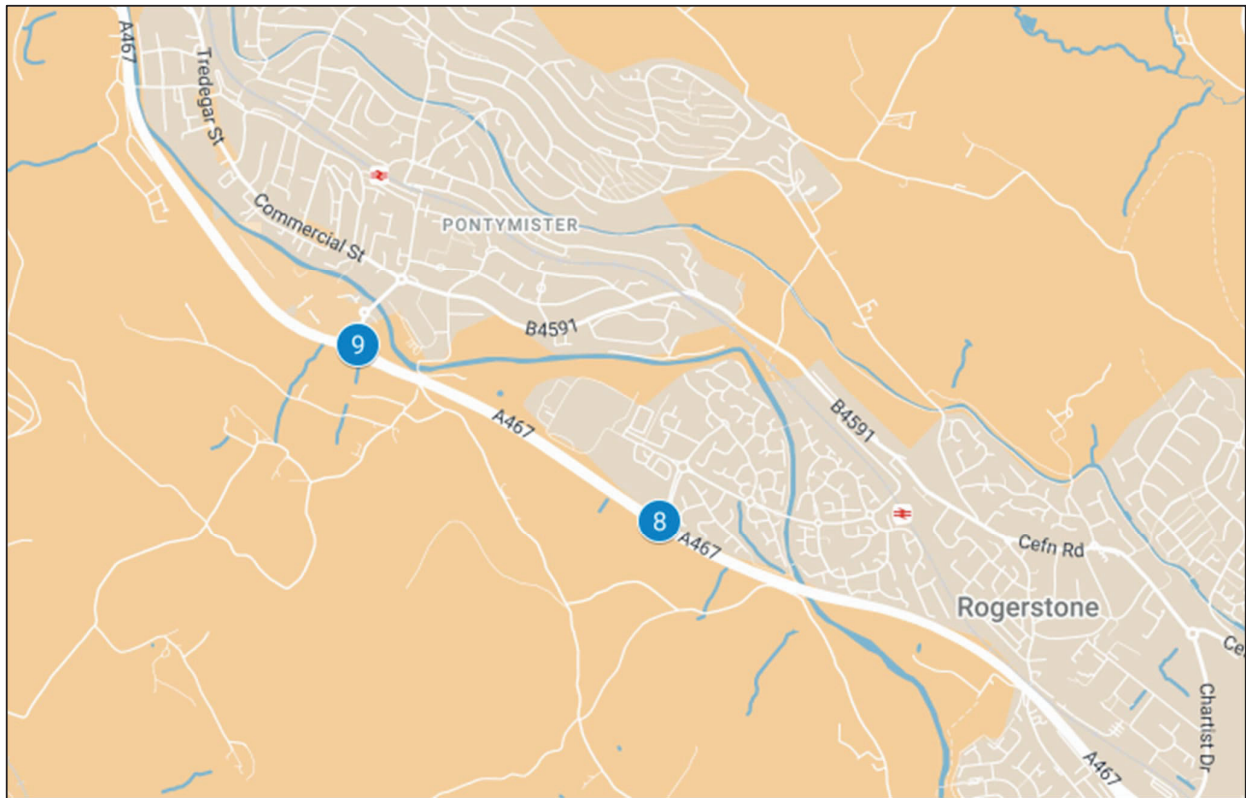 A467
Tredegar St
Commercial St
PONTYMISTER
B4591
9
A467
B4591
8
A467
Cefn Rd
Rogerstone
Chartist Dr
A467